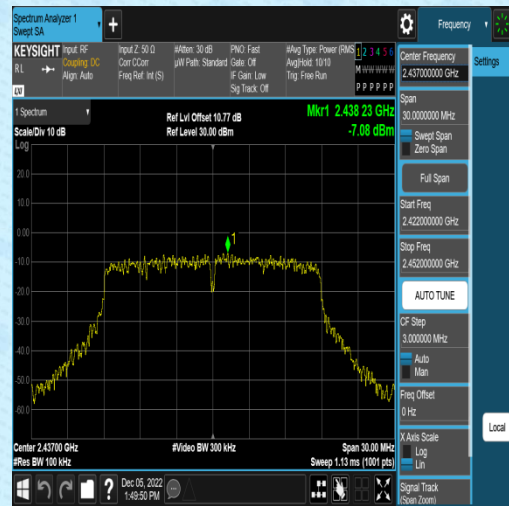 Spectrum Analyzer 1
Swept SA
+
Frequency
KEYSIGHT
RL
LXI
Input: RF
Coupling: DC
Align: Auto
Input Z: 50 Ω
Corr CCorr
Freq Ref: Int (S)
#Atten: 30 dB
µW Path: Standard
PNO: Fast
Gate: Off
IF Gain: Low
Sig Track: Off
#Avg Type: Power (RMS
Avg|Hold: 10/10
Trig: Free Run
1 2 3 4 5 6
M W W W W W
P P P P P P
1 Spectrum
Scale/Div 10 dB
Ref Lvl Offset 10.77 dB
Ref Level 30.00 dBm
Mkr1 2.438 23 GHz
-7.08 dBm
Log
20.0
10.0
0.00
-10.0
-20.0
-30.0
-40.0
-50.0
-60.0
1
Center 2.43700 GHz
#Res BW 100 kHz
#Video BW 300 kHz
Span 30.00 MHz
Sweep 1.13 ms (1001 pts)
Dec 05, 2022
1:49:50 PM
Center Frequency
2.437000000 GHz
Span
30.0000000 MHz
Swept Span
Zero Span
Full Span
Start Freq
2.422000000 GHz
Stop Freq
2.452000000 GHz
AUTO TUNE
CF Step
3.000000 MHz
Auto
Man
Freq Offset
0 Hz
X Axis Scale
Log
Lin
Signal Track
(Span Zoom)
Settings
Local